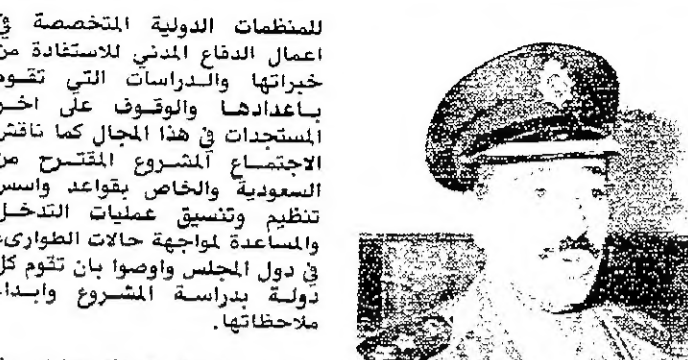 للمنظمات الدولية المتخصصة في
اعمال الدفاع المدني للاستفادة من
خبراتها والدراسات التي تقوم
باعدادها والوقوف على اخر
المستجدات في هذا المجال كما ناقش
الاجتماع المشروع المقترح من
السعودية والخاص بقواعد واسس
تنظيم وتنسيق عمليات التدخل
والمساعدة لمواجهة حالات الطوارىء
في دول المجلس واوصوا بان تقوم كل
دولة بدراسة المشروع وابداء
ملاحظاتها.